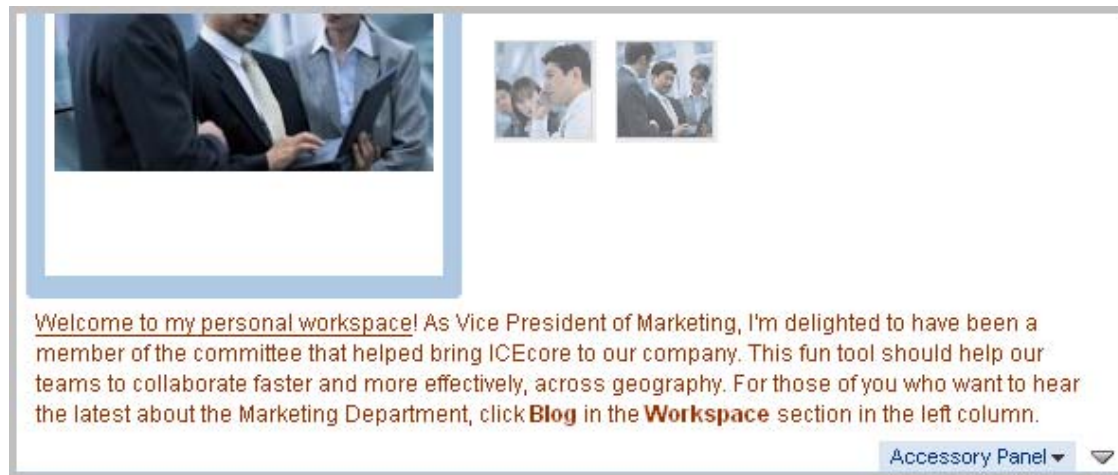 Welcome to my personal workspace! As Vice President of Marketing, I'm delighted to have been a
member of the committee that helped bring ICEcore to our company. This fun tool should help our
teams to collaborate faster and more effectively, across geography. For those of you who want to hear
the latest about the Marketing Department, click Blog in the Workspace section in the left column.
Accessory Panel